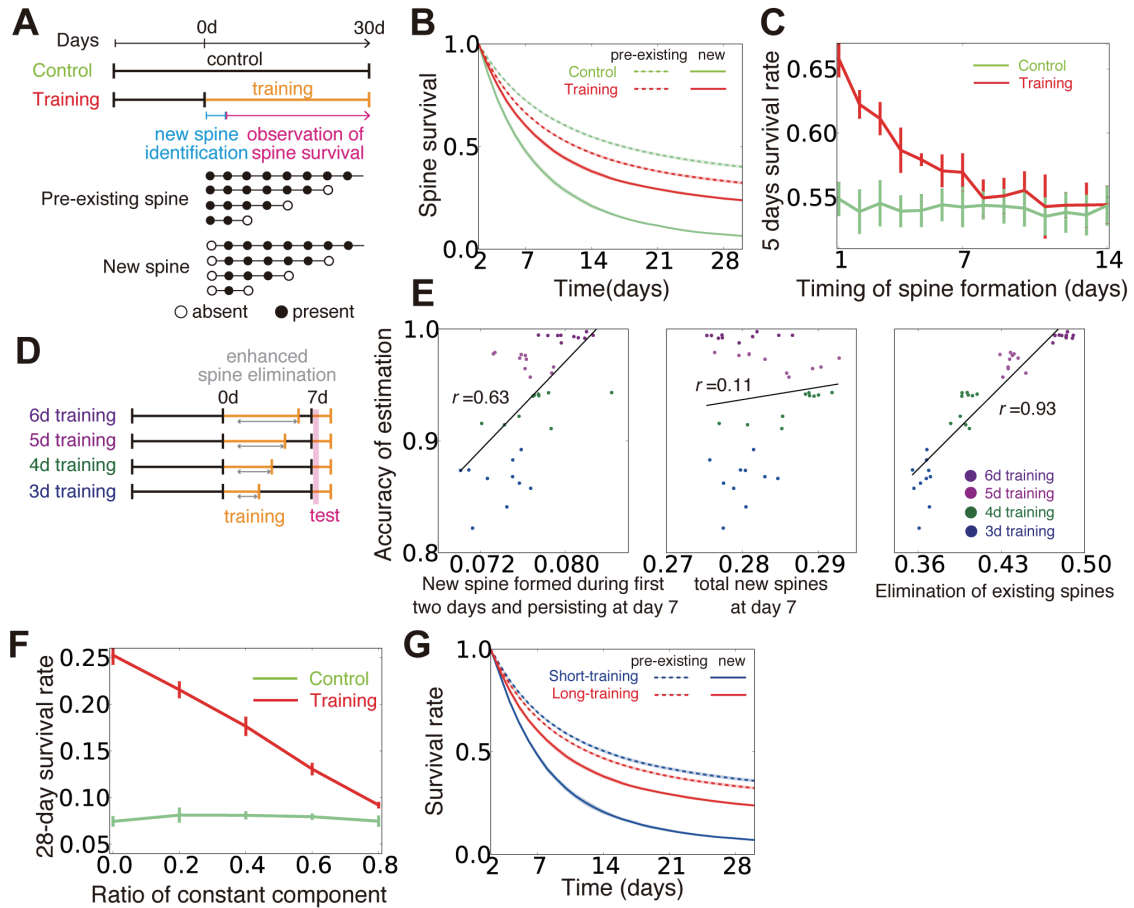 A
Days
0d
30d
Control
control
Training
training
new spine
identification
observation of
spine survival
Pre-existing spine
New spine
absent
present
B
Spine survival
1.0
0.5
0.0
pre-existing
new
Control
Training
2
7
14
21
28
Time(days)
C
5 days survival rate
0.65
0.60
0.55
Control
Training
1
7
14
Timing of spine formation (days)
D
enhanced
spine elimination
0d
7d
6d training
5d training
4d training
3d training
training
test
E
Accuracy of estimation
1.0
0.9
0.8
r=0.63
0.072
0.080
New spine formed during first
two days and persisting at day 7
r=0.11
0.27
0.28
0.29
total new spines
at day 7
r=0.93
6d training
5d training
4d training
3d training
0.36
0.43
0.50
Elimination of existing spines
F
28-day survival rate
0.25
0.20
0.15
0.10
0.05
Control
Training
0.0
0.2
0.4
0.6
0.8
Ratio of constant component
G
Survival rate
1.0
0.5
0.0
pre-existing
new
Short-training
Long-training
2
7
14
21
28
Time (days)